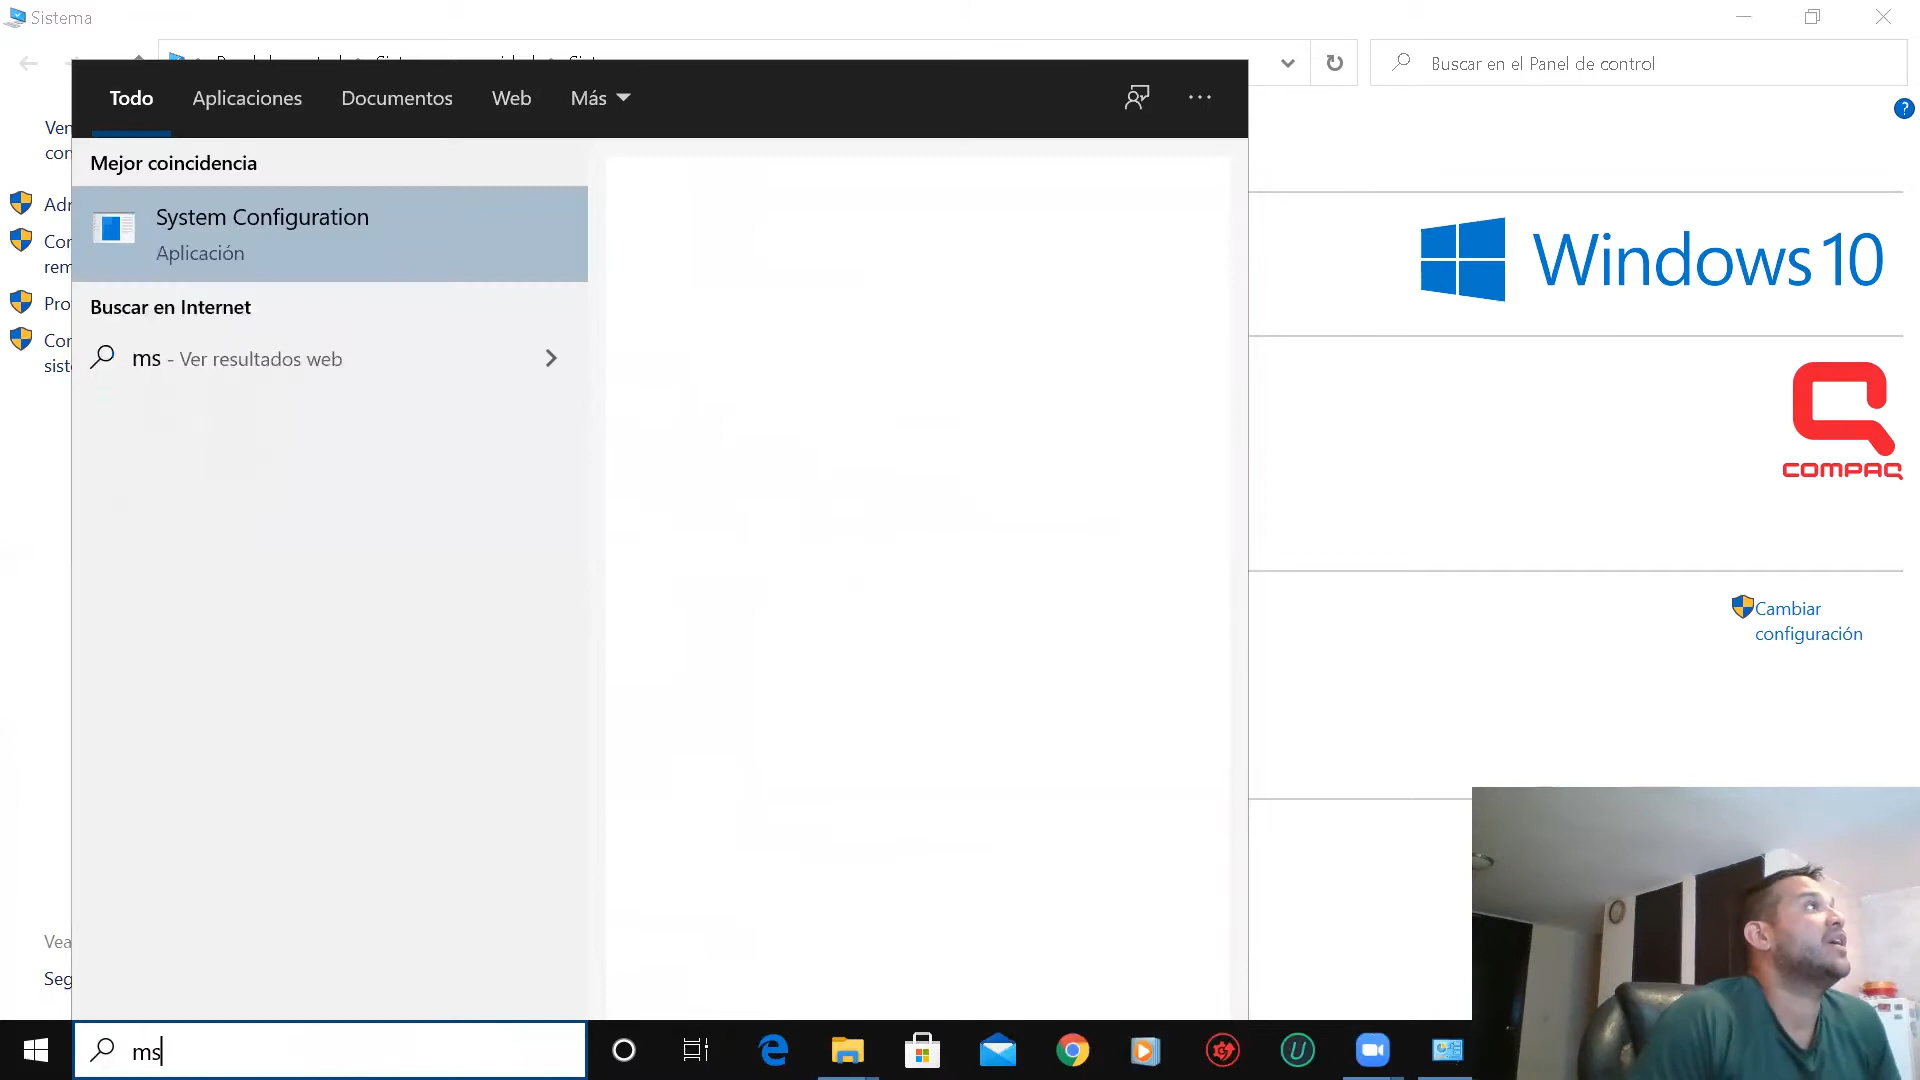 Sistema
Buscar en el Panel de control
Todo
Aplicaciones
Documentos
Web
Más
Mejor coincidencia
System Configuration
Aplicación
Buscar en Internet
ms - Ver resultados web
Windows 10
COMPAQ
Cambiar
configuración
ms